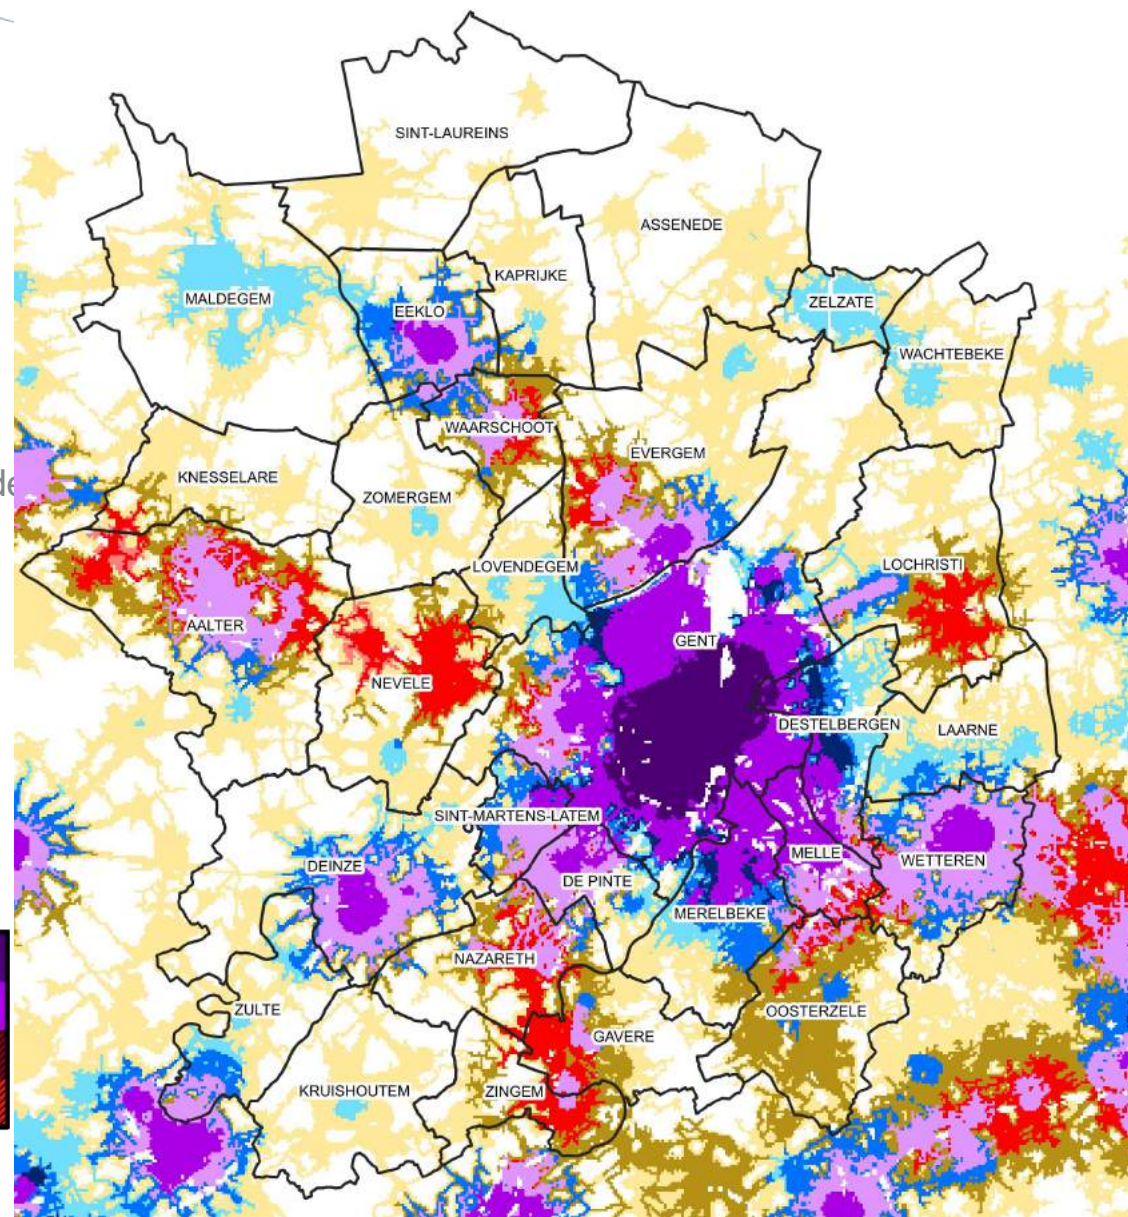 SINT-LAUREINS
ASSENEDE
KAPRIJKE
MALDEGEM
ZELZATE
EEKLO
WACHTEBEKE
WAARSCHOOT
EVERGEM
KNESSELARE
de
ZOMERGEM
LOVENDEGEM
LOCHRISTI
AALTER
GENT
NEVELE
DESTELBERGEN
LAARNE
SINT-MARTENS-LATEM
DEINZE
MELLE
WETTEREN
DE PINTE
MERELBEKE
NAZARETH
ZULTE
OOSTERZELE
GAVERE
KRUISHOUTEM
ZINGEM